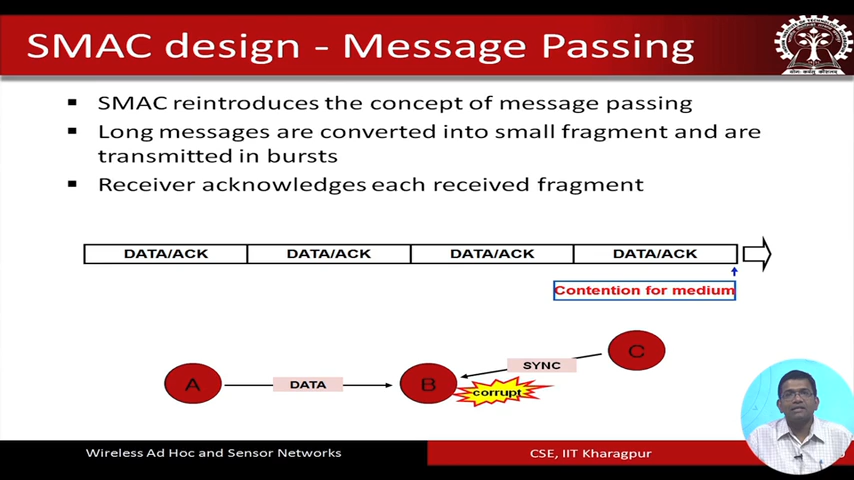 SMAC design - Message Passing
SMAC reintroduces the concept of message passing
Long messages are converted into small fragment and are
transmitted in bursts
Receiver acknowledges each received fragment
DATA/ACK DATA/ACK DATA/ACK DATA/ACK
Contention for medium
C
SYNC
A
DATA
B
corrupt
Wireless Ad Hoc and Sensor Networks
CSE, IIT Kharagpur